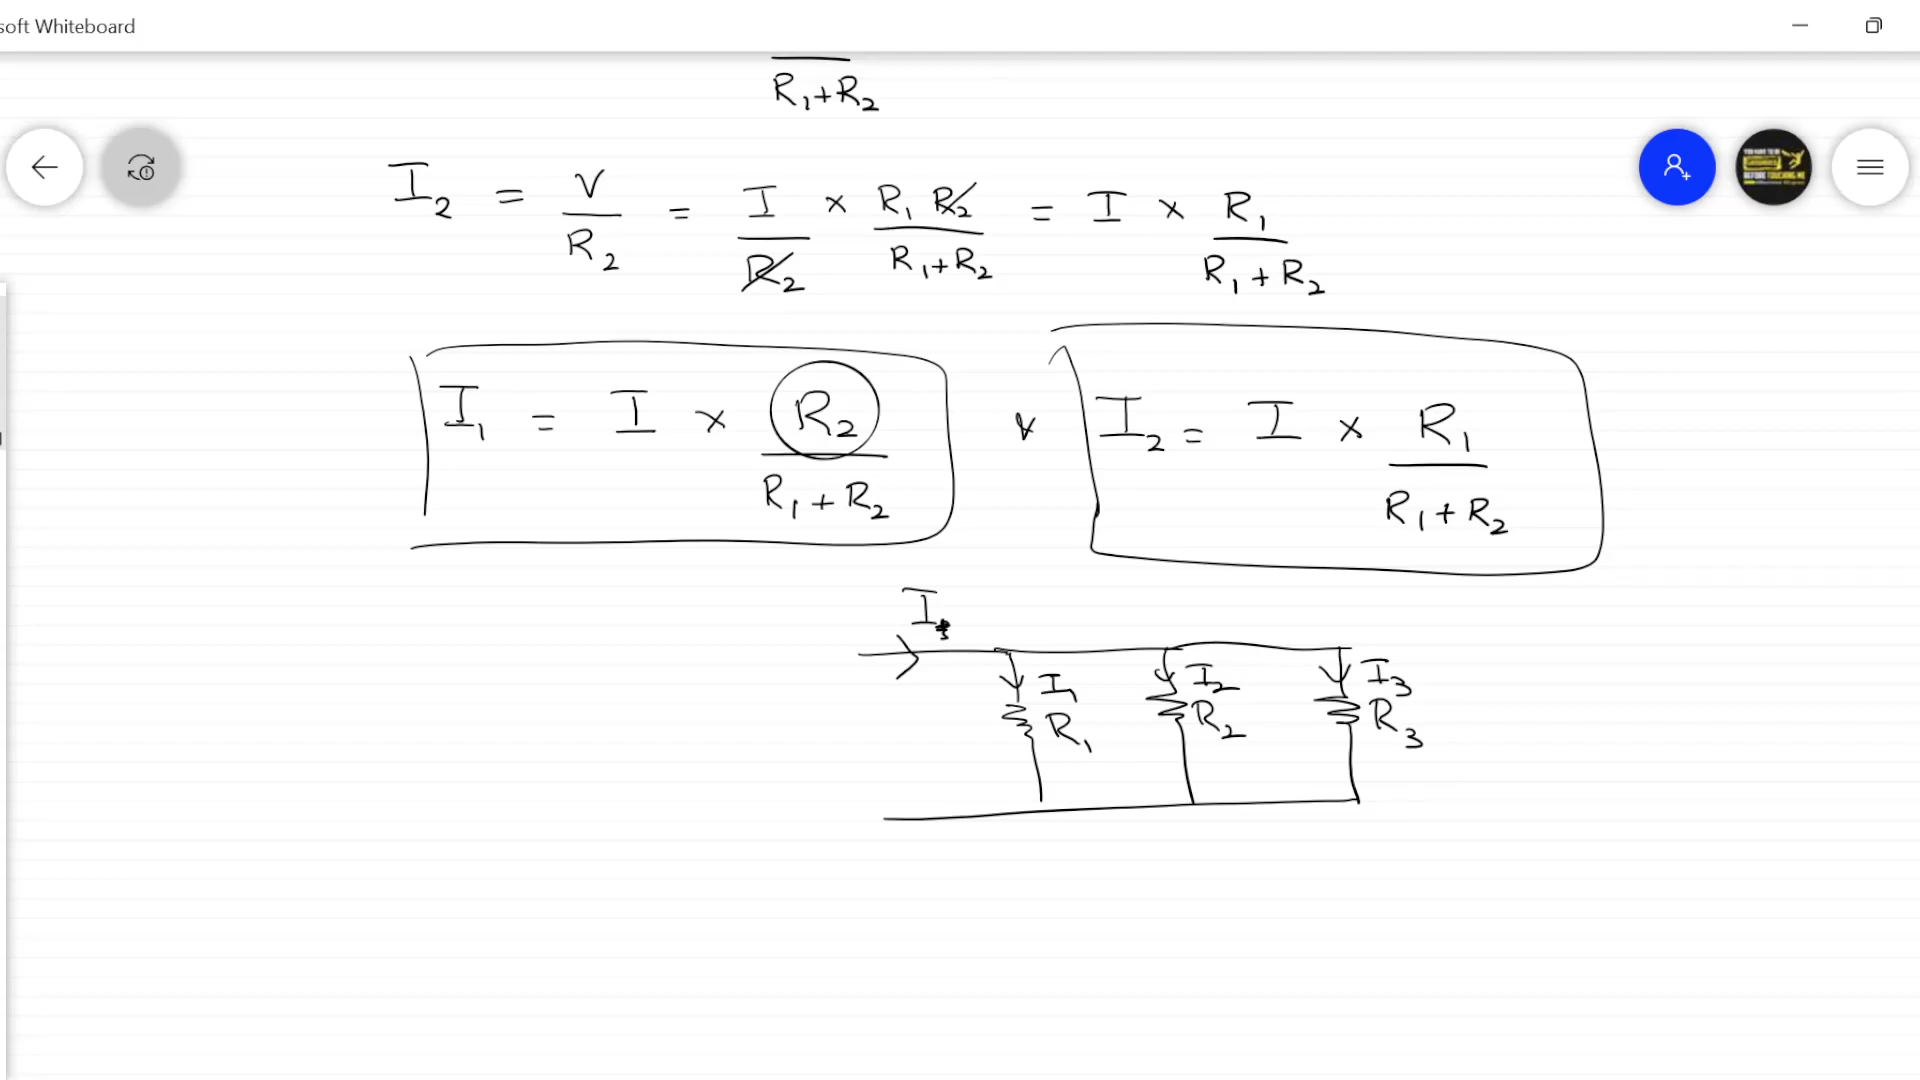 soft Whiteboard
R₁+R₂
I₂ = V/R₂ = I/R₂ × R₁ R₂/R₁+R₂ = I × R₁/R₁+R₂
I₁ = I × R₂/R₁+R₂ & I₂ = I × R₁/R₁+R₂
I
I₁ I₂ I₃
R₁ R₂ R₃